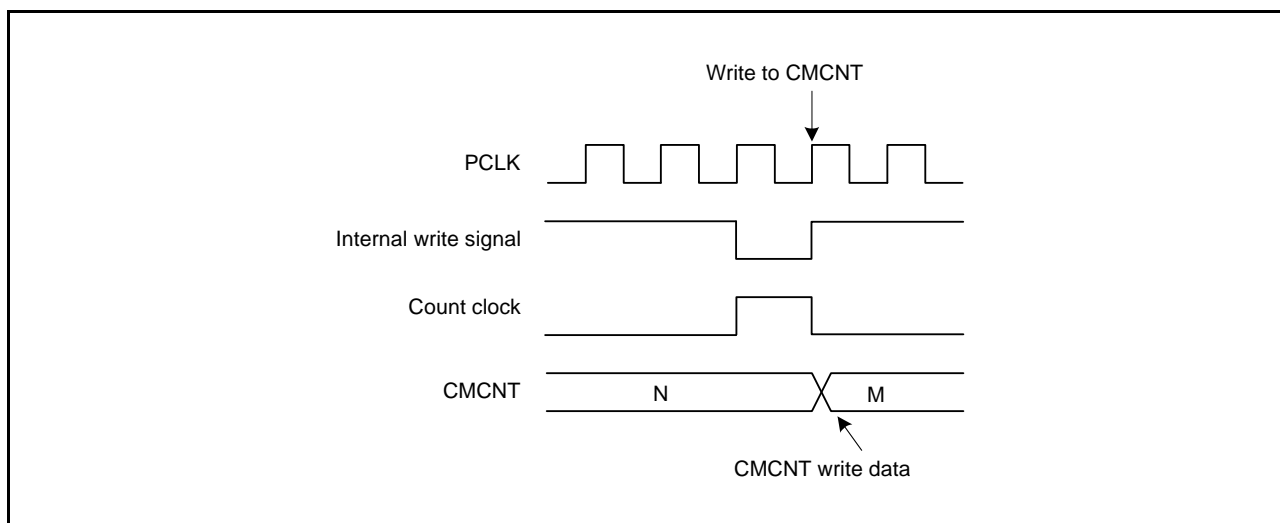 Write to CMCNT
PCLK
Internal write signal
Count clock
CMCNT
N
M
CMCNT write data